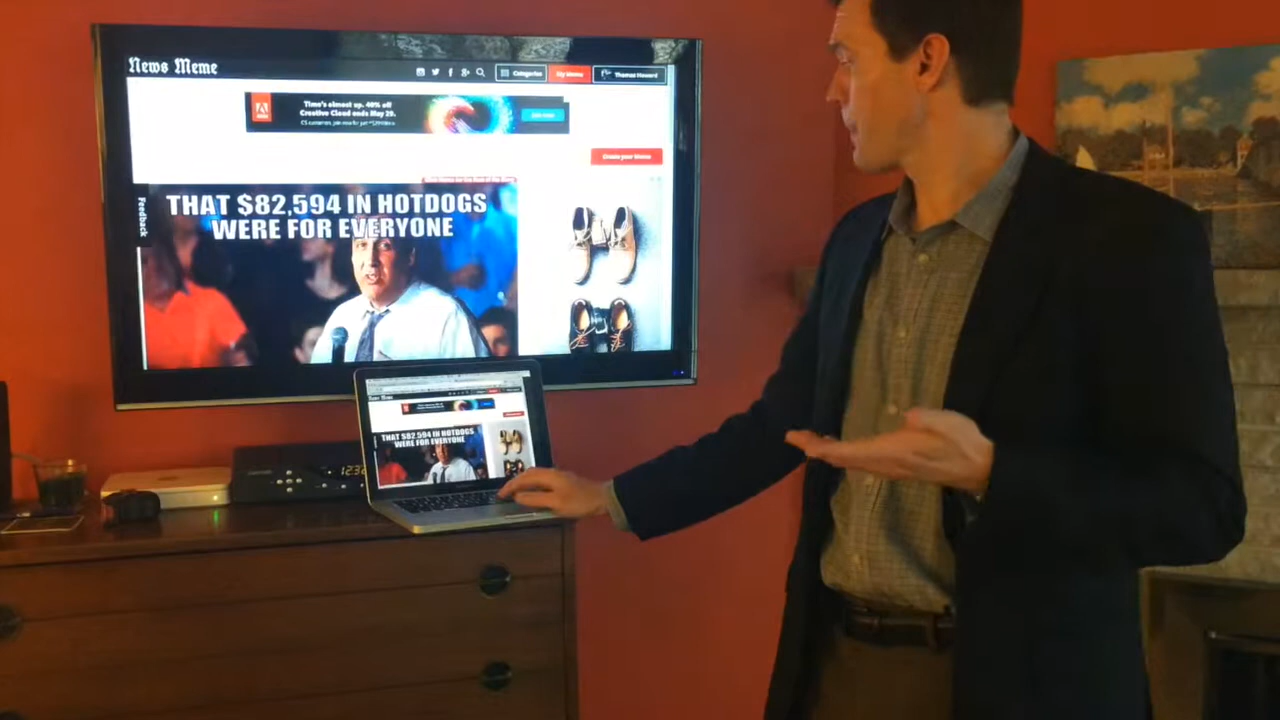 News Meme
Categories
My Memes
Thomas Howard
Time's almost up. 40% off
Creative Cloud ends May 29.
Adobe
Create your Meme
Feedback
THAT $82,594 IN HOTDOGS
WERE FOR EVERYONE
THAT $82,594 IN HOTDOGS
WERE FOR EVERYONE